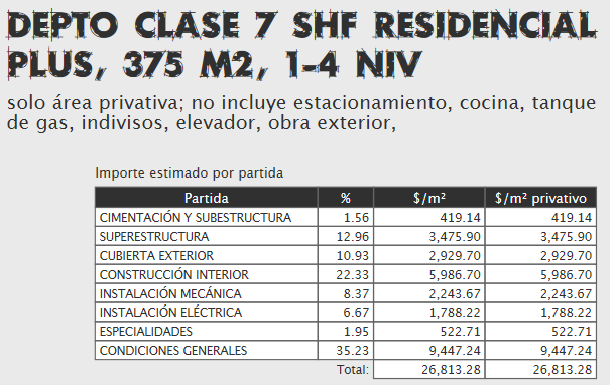 DEPTO CLASE 7 SHF RESIDENCIAL
PLUS, 375 M2, 1-4 NIV
solo área privativa; no incluye estacionamiento, cocina, tanque
de gas, indivisos, elevador, obra exterior,
Importe estimado por partida
Partida % $/m² $/m² privativo
CIMENTACIÓN Y SUBESTRUCTURA 1.56 419.14 419.14
SUPERESTRUCTURA 12.96 3,475.90 3,475.90
CUBIERTA EXTERIOR 10.93 2,929.70 2,929.70
CONSTRUCCIÓN INTERIOR 22.33 5,986.70 5,986.70
INSTALACIÓN MECÁNICA 8.37 2,243.67 2,243.67
INSTALACIÓN ELÉCTRICA 6.67 1,788.22 1,788.22
ESPECIALIDADES 1.95 522.71 522.71
CONDICIONES GENERALES 35.23 9,447.24 9,447.24
Total: 26,813.28 26,813.28